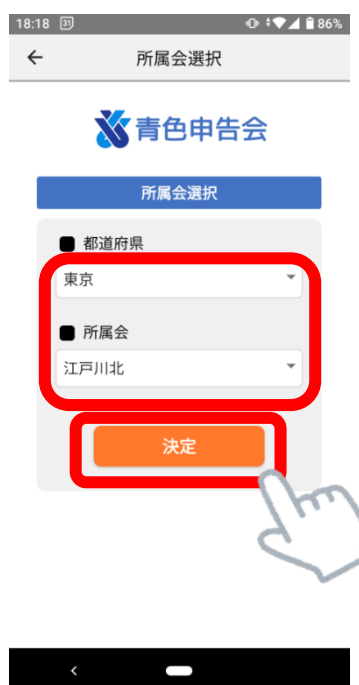 18:18 31 86%
所属会選択
青色申告会
所属会選択
都道府県
東京
所属会
江戸川北
決定